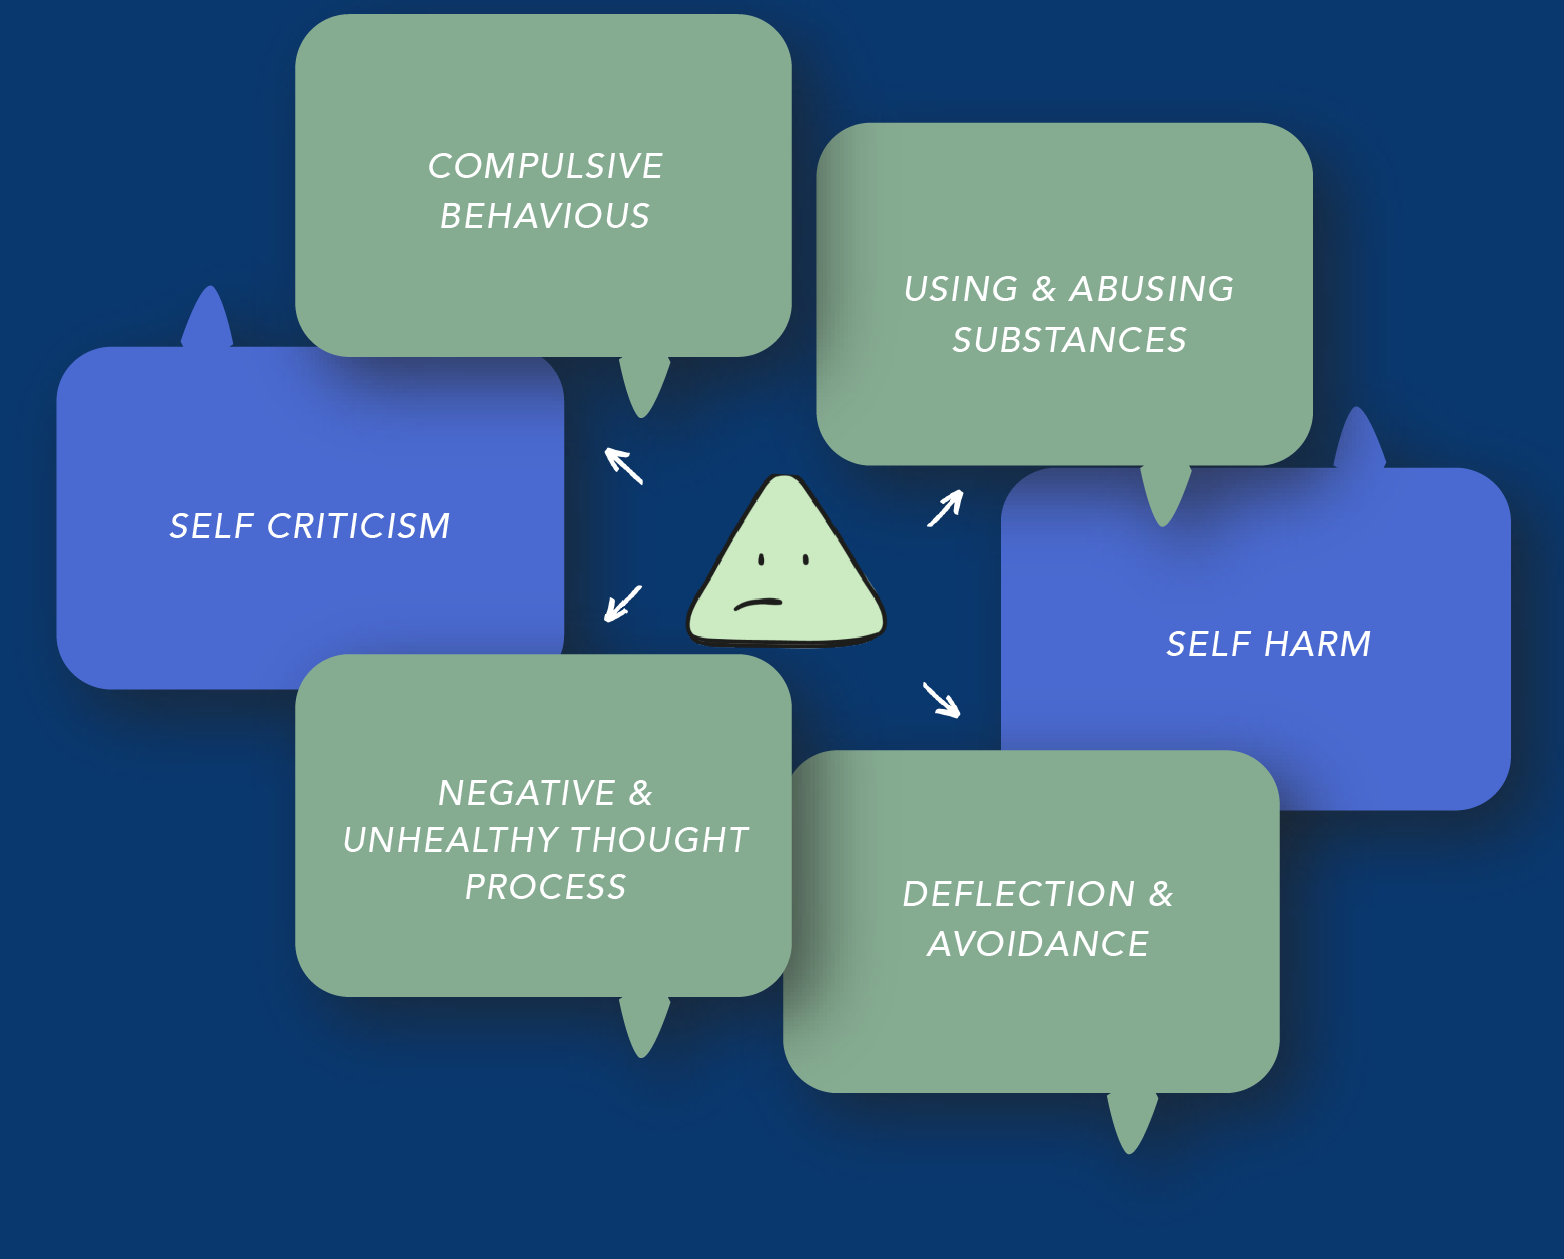 COMPULSIVE
BEHAVIOUS
USING & ABUSING
SUBSTANCES
SELF CRITICISM
SELF HARM
NEGATIVE &
UNHEALTHY THOUGHT
PROCESS
DEFLECTION &
AVOIDANCE